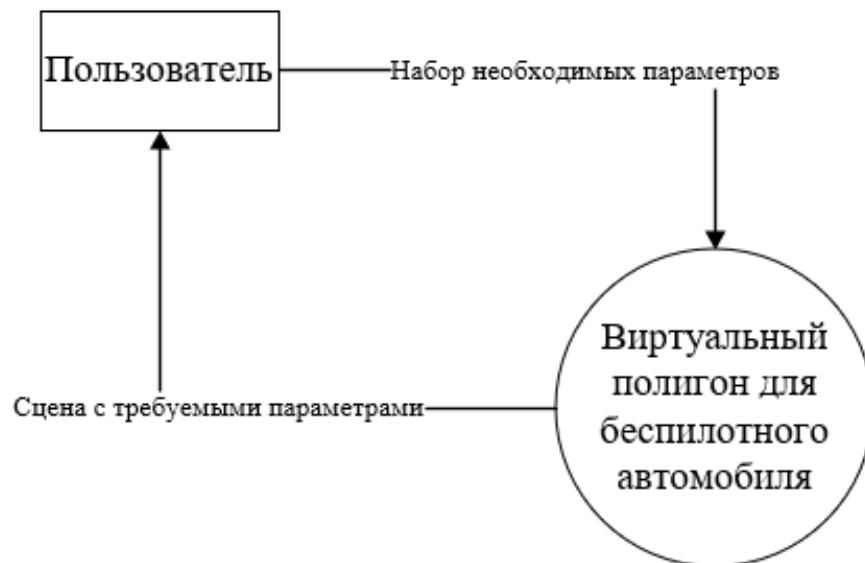 Пользователь
Набор необходимых параметров
Виртуальный
полигон для
беспилотного
автомобиля
Сцена с требуемыми параметрами